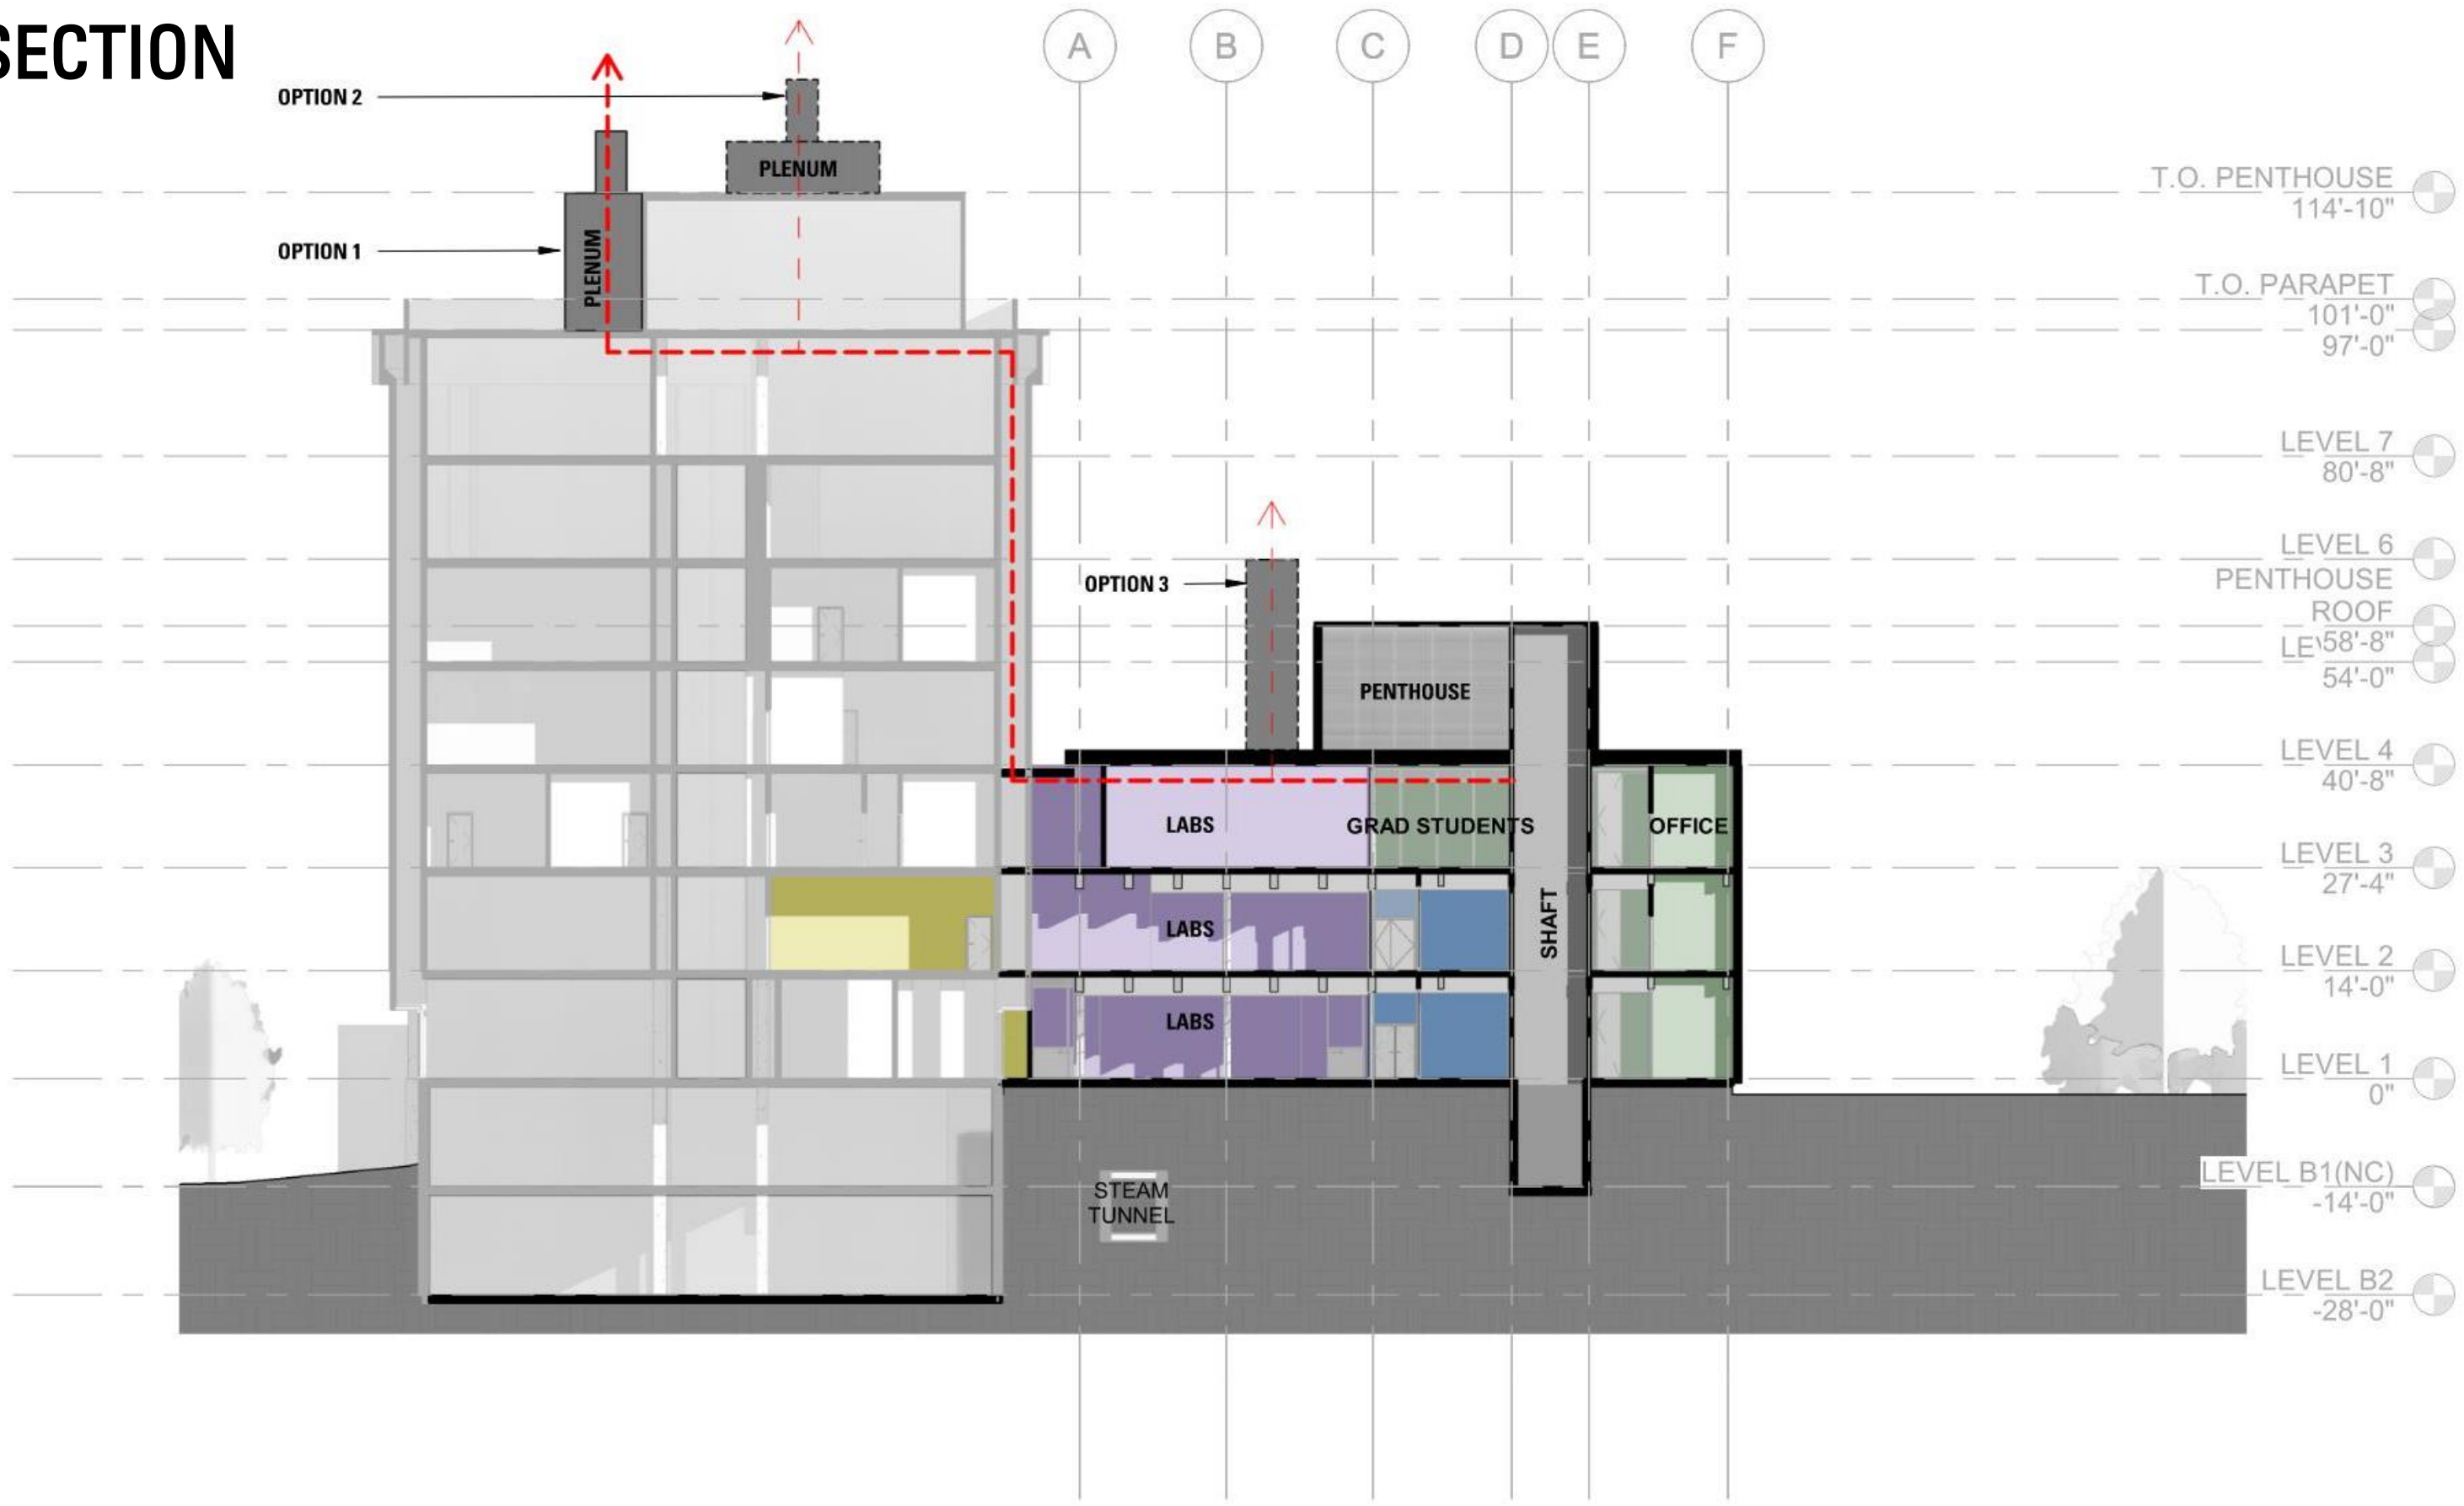 SECTION
A
B
C
D
E
F
OPTION 2
PLENUM
T.O. PENTHOUSE
114'-10"
OPTION 1
PLENUM
T.O. PARAPET
101'-0"
97'-0"
LEVEL 7
80'-8"
LEVEL 6
PENTHOUSE
ROOF
58'-8"
54'-0"
OPTION 3
PENTHOUSE
LEVEL 4
40'-8"
LABS
GRAD STUDENTS
OFFICE
LEVEL 3
27'-4"
LABS
SHAFT
LEVEL 2
14'-0"
LABS
LEVEL 1
0"
STEAM
TUNNEL
LEVEL B1(NC)
-14'-0"
LEVEL B2
-28'-0"